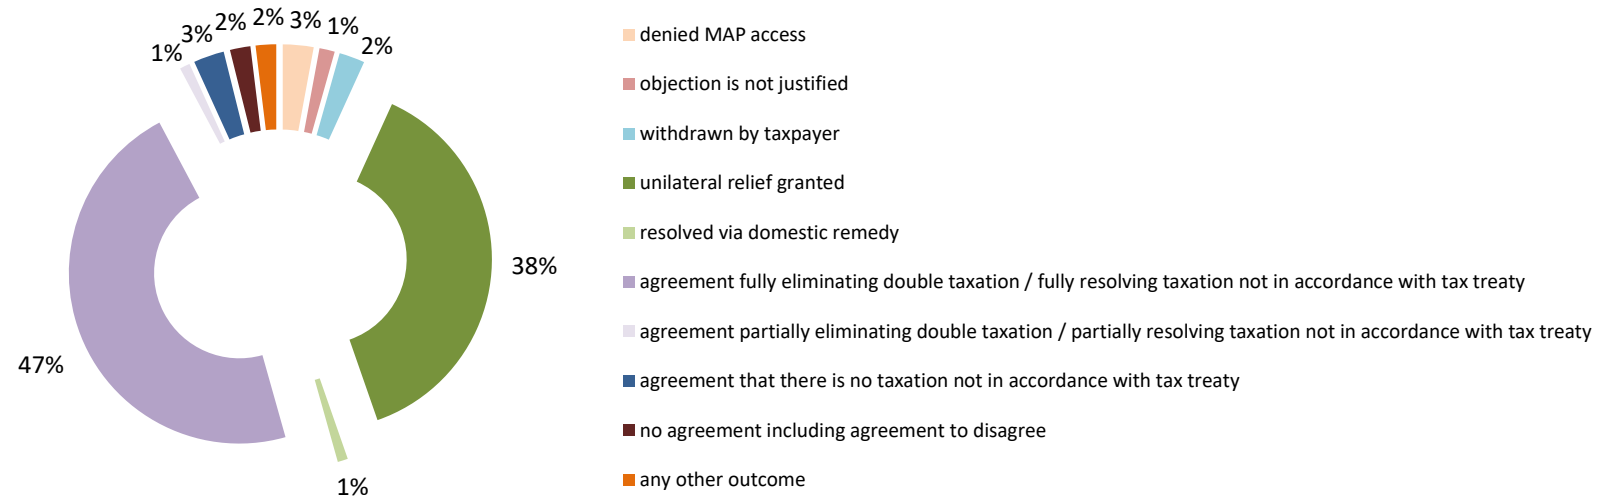 1%
3%
2%
2%
3%
1%
2%
38%
1%
47%
denied MAP access
objection is not justified
withdrawn by taxpayer
unilateral relief granted
resolved via domestic remedy
agreement fully eliminating double taxation / fully resolving taxation not in accordance with tax treaty
agreement partially eliminating double taxation / partially resolving taxation not in accordance with tax treaty
agreement that there is no taxation not in accordance with tax treaty
no agreement including agreement to disagree
any other outcome